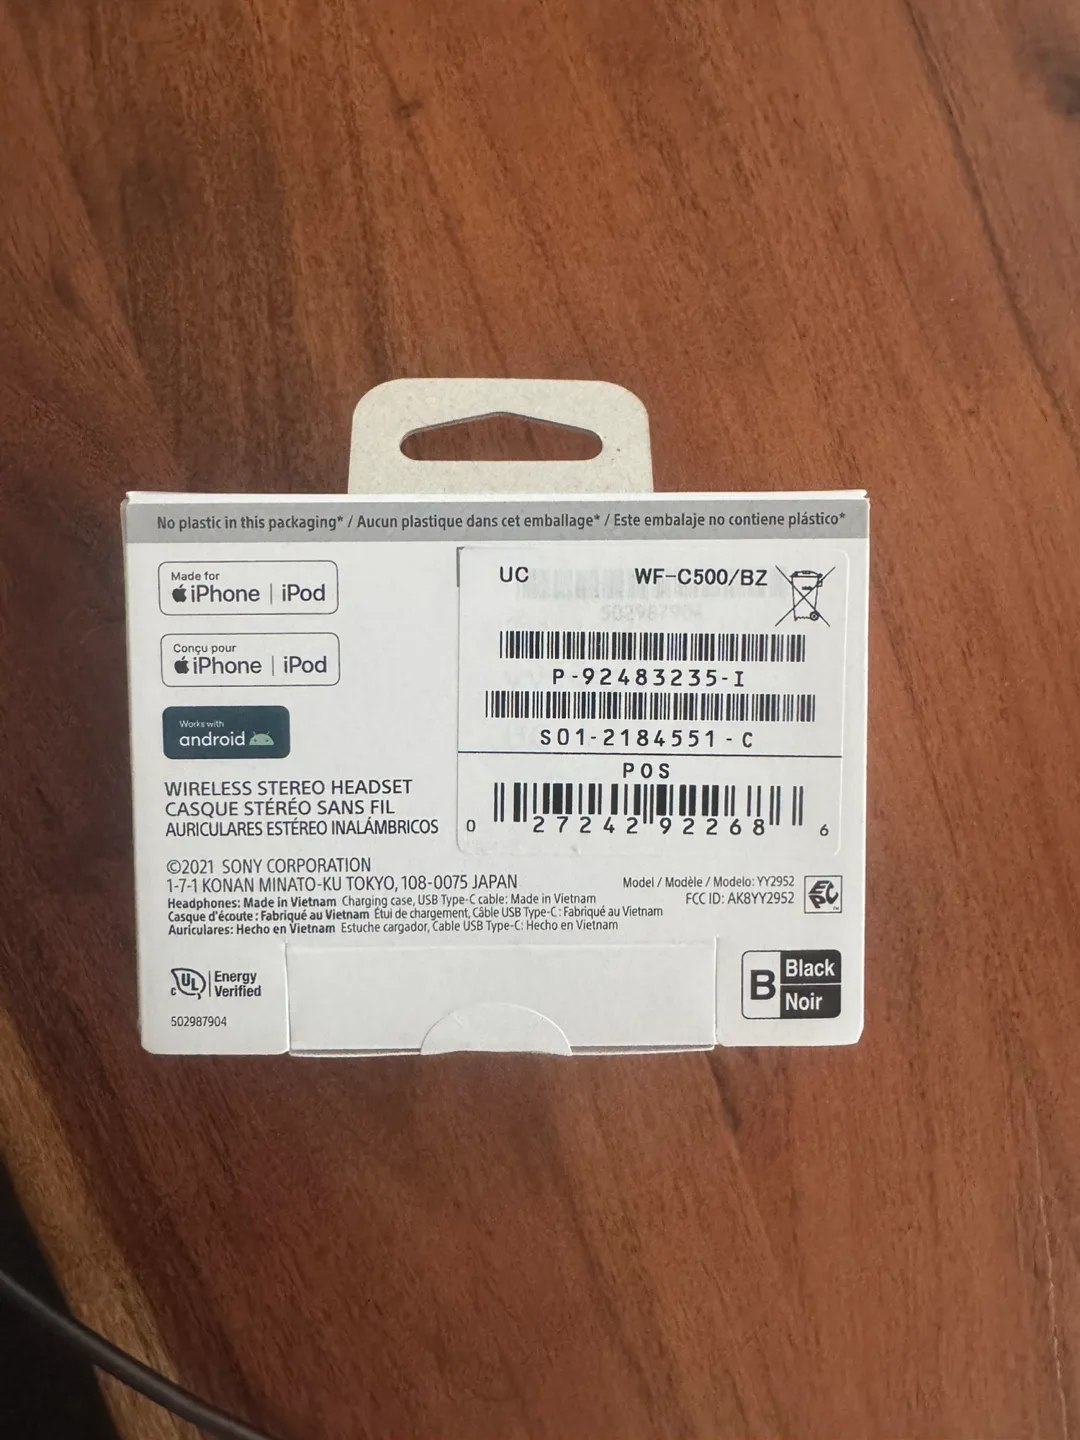 No plastic in this packaging* / Aucun plastique dans cet emballage* / Este embalaje no contiene plástico*
Made for
iPhone | iPod
Conçu pour
iPhone | iPod
Works with
android
UC WF-C500/BZ
502987904
P-92483235-I
S01-2184551-C
POS
0 27242 92268 6
WIRELESS STEREO HEADSET
CASQUE STÉRÉO SANS FIL
AURICULARES ESTÉREO INALÁMBRICOS
©2021 SONY CORPORATION
1-7-1 KONAN MINATO-KU TOKYO, 108-0075 JAPAN
Headphones: Made in Vietnam Charging case, USB Type-C cable: Made in Vietnam
Casque d'écoute : Fabriqué au Vietnam Étui de chargement, Câble USB Type-C : Fabriqué au Vietnam
Auriculares: Hecho en Vietnam Estuche cargador, Cable USB Type-C: Hecho en Vietnam
Model / Modèle / Modelo: YY2952
FCC ID: AK8YY2952
c UL Energy
Verified
502987904
B Black
Noir